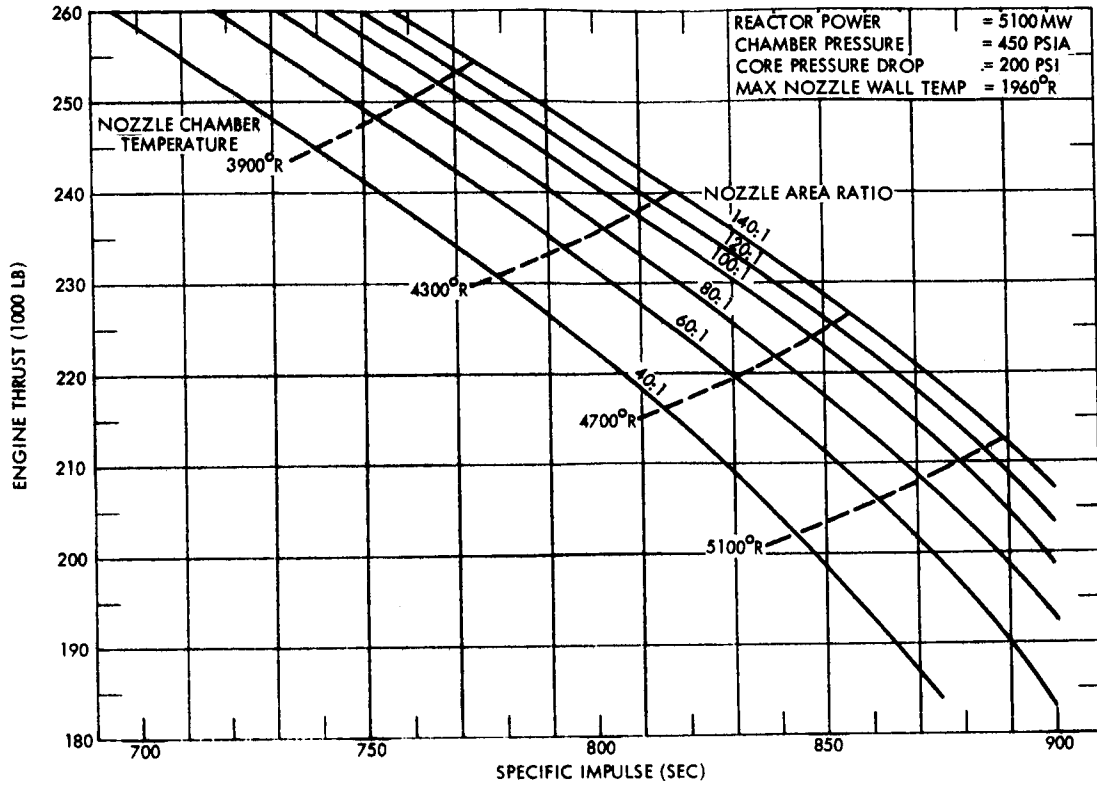 REACTOR POWER = 5100 MW
CHAMBER PRESSURE = 450 PSIA
CORE PRESSURE DROP = 200 PSI
MAX NOZZLE WALL TEMP = 1960°R
260
250
240
230
220
210
200
190
180
ENGINE THRUST (1000 LB)
NOZZLE CHAMBER
TEMPERATURE
3900°R
4300°R
4700°R
5100°R
NOZZLE AREA RATIO
140:1
120:1
100:1
80:1
60:1
40:1
700
750
800
850
900
SPECIFIC IMPULSE (SEC)